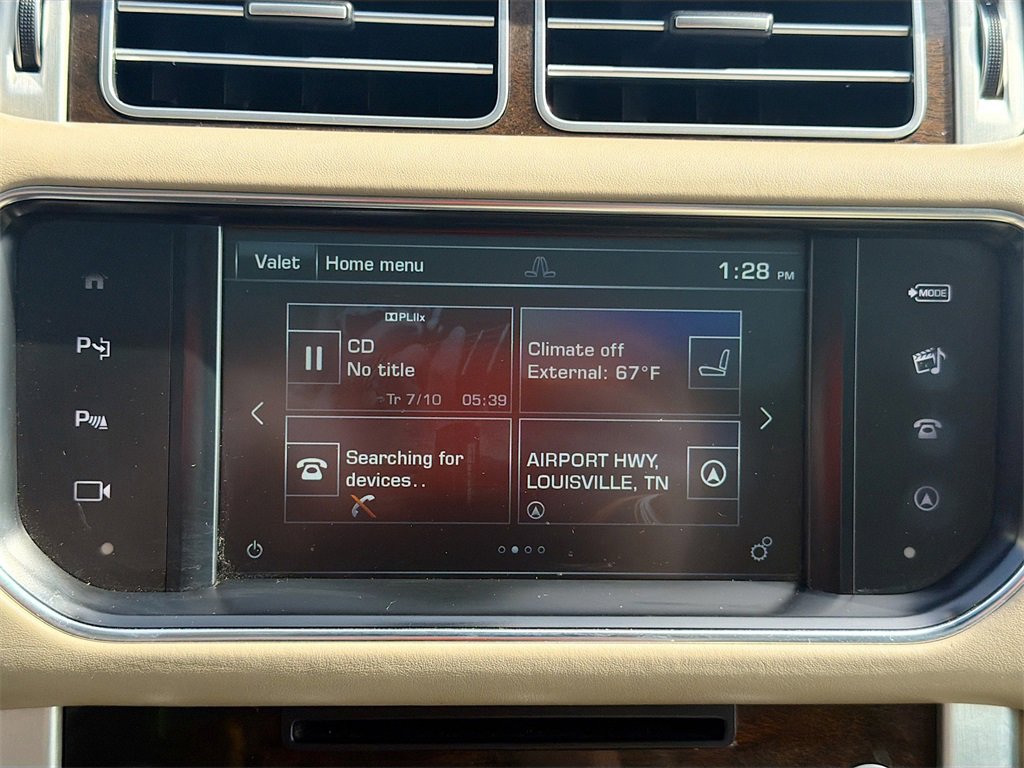 Valet
Home menu
1:28 PM
MODE
PLIIx
CD
No title
Tr 7/10 05:39
Climate off
External: 67°F
P
P
Searching for
devices..
AIRPORT HWY,
LOUISVILLE, TN